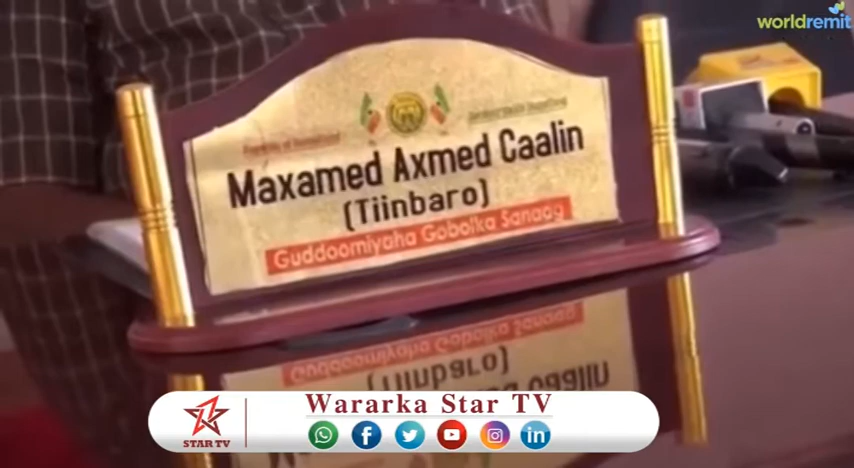 worldremit
Maxamed Axmed Caalin
(Tiinbaro)
Guddoomiyaha Gobolka Sanaag
STAR TV
Wararka Star TV